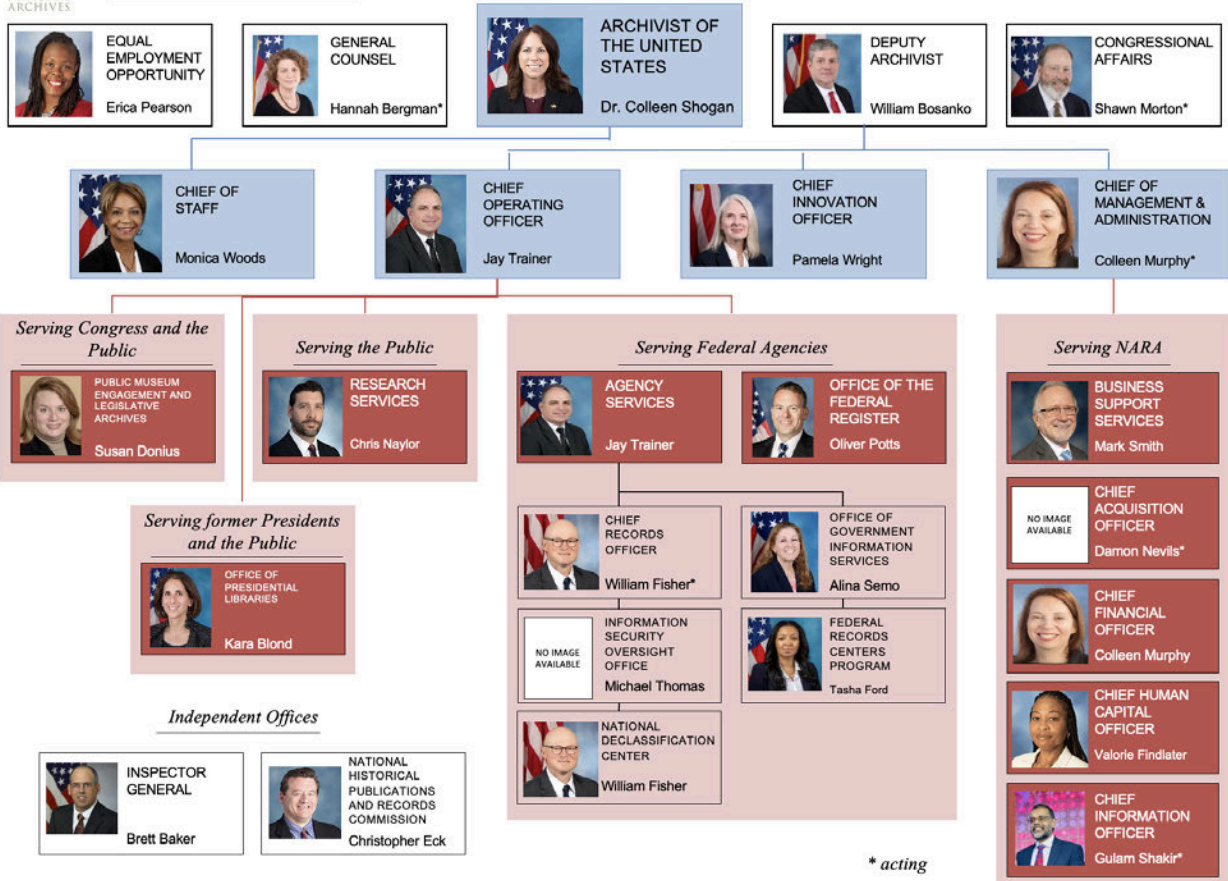 ARCHIVES
EQUAL
EMPLOYMENT
OPPORTUNITY
Erica Pearson
GENERAL
COUNSEL
Hannah Bergman*
ARCHIVIST OF
THE UNITED
STATES
Dr. Colleen Shogan
DEPUTY
ARCHIVIST
William Bosanko
CONGRESSIONAL
AFFAIRS
Shawn Morton*
CHIEF OF
STAFF
Monica Woods
CHIEF
OPERATING
OFFICER
Jay Trainer
CHIEF
INNOVATION
OFFICER
Pamela Wright
CHIEF OF
MANAGEMENT &
ADMINISTRATION
Colleen Murphy*
Serving Congress and the
Public
PUBLIC MUSEUM
ENGAGEMENT AND
LEGISLATIVE
ARCHIVES
Susan Donius
Serving the Public
RESEARCH
SERVICES
Chris Naylor
Serving former Presidents
and the Public
OFFICE OF
PRESIDENTIAL
LIBRARIES
Kara Blond
Serving Federal Agencies
AGENCY
SERVICES
Jay Trainer
OFFICE OF THE
FEDERAL
REGISTER
Oliver Potts
CHIEF
RECORDS
OFFICER
William Fisher*
OFFICE OF
GOVERNMENT
INFORMATION
SERVICES
Alina Semo
NO IMAGE
AVAILABLE
INFORMATION
SECURITY
OVERSIGHT
OFFICE
Michael Thomas
FEDERAL
RECORDS
CENTERS
PROGRAM
Tasha Ford
NATIONAL
DECLASSIFICATION
CENTER
William Fisher
Serving NARA
BUSINESS
SUPPORT
SERVICES
Mark Smith
NO IMAGE
AVAILABLE
CHIEF
ACQUISITION
OFFICER
Damon Nevils*
CHIEF
FINANCIAL
OFFICER
Colleen Murphy
CHIEF HUMAN
CAPITAL
OFFICER
Valorie Findlater
CHIEF
INFORMATION
OFFICER
Gulam Shakir*
Independent Offices
INSPECTOR
GENERAL
Brett Baker
NATIONAL
HISTORICAL
PUBLICATIONS
AND RECORDS
COMMISSION
Christopher Eck
* acting